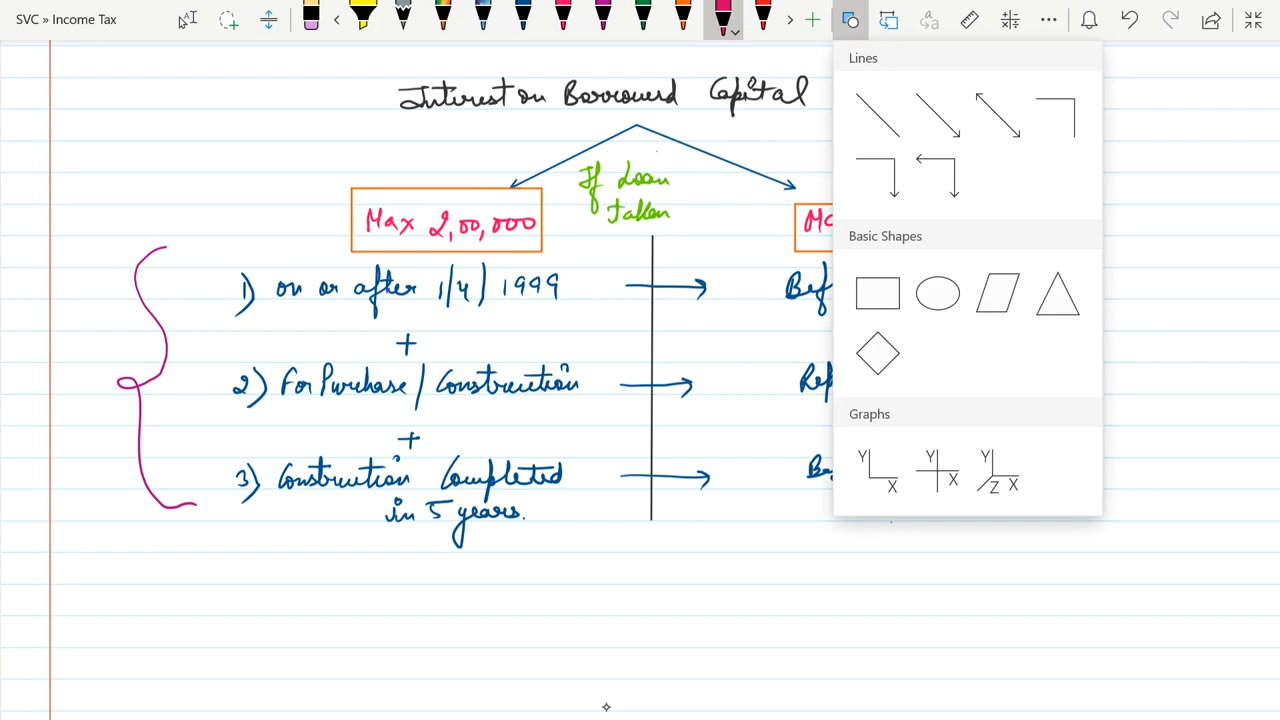 SVC » Income Tax
Lines
Interest on Borrowed Capital
If Loan
taken
Max 2,00,000
1) on or after 1/4/1999
Bef
+
2) For Purchase/Construction
Basic Shapes
+
3) Construction Completed
in 5 years.
Graphs
Y
X
Y
X
Y
Z X